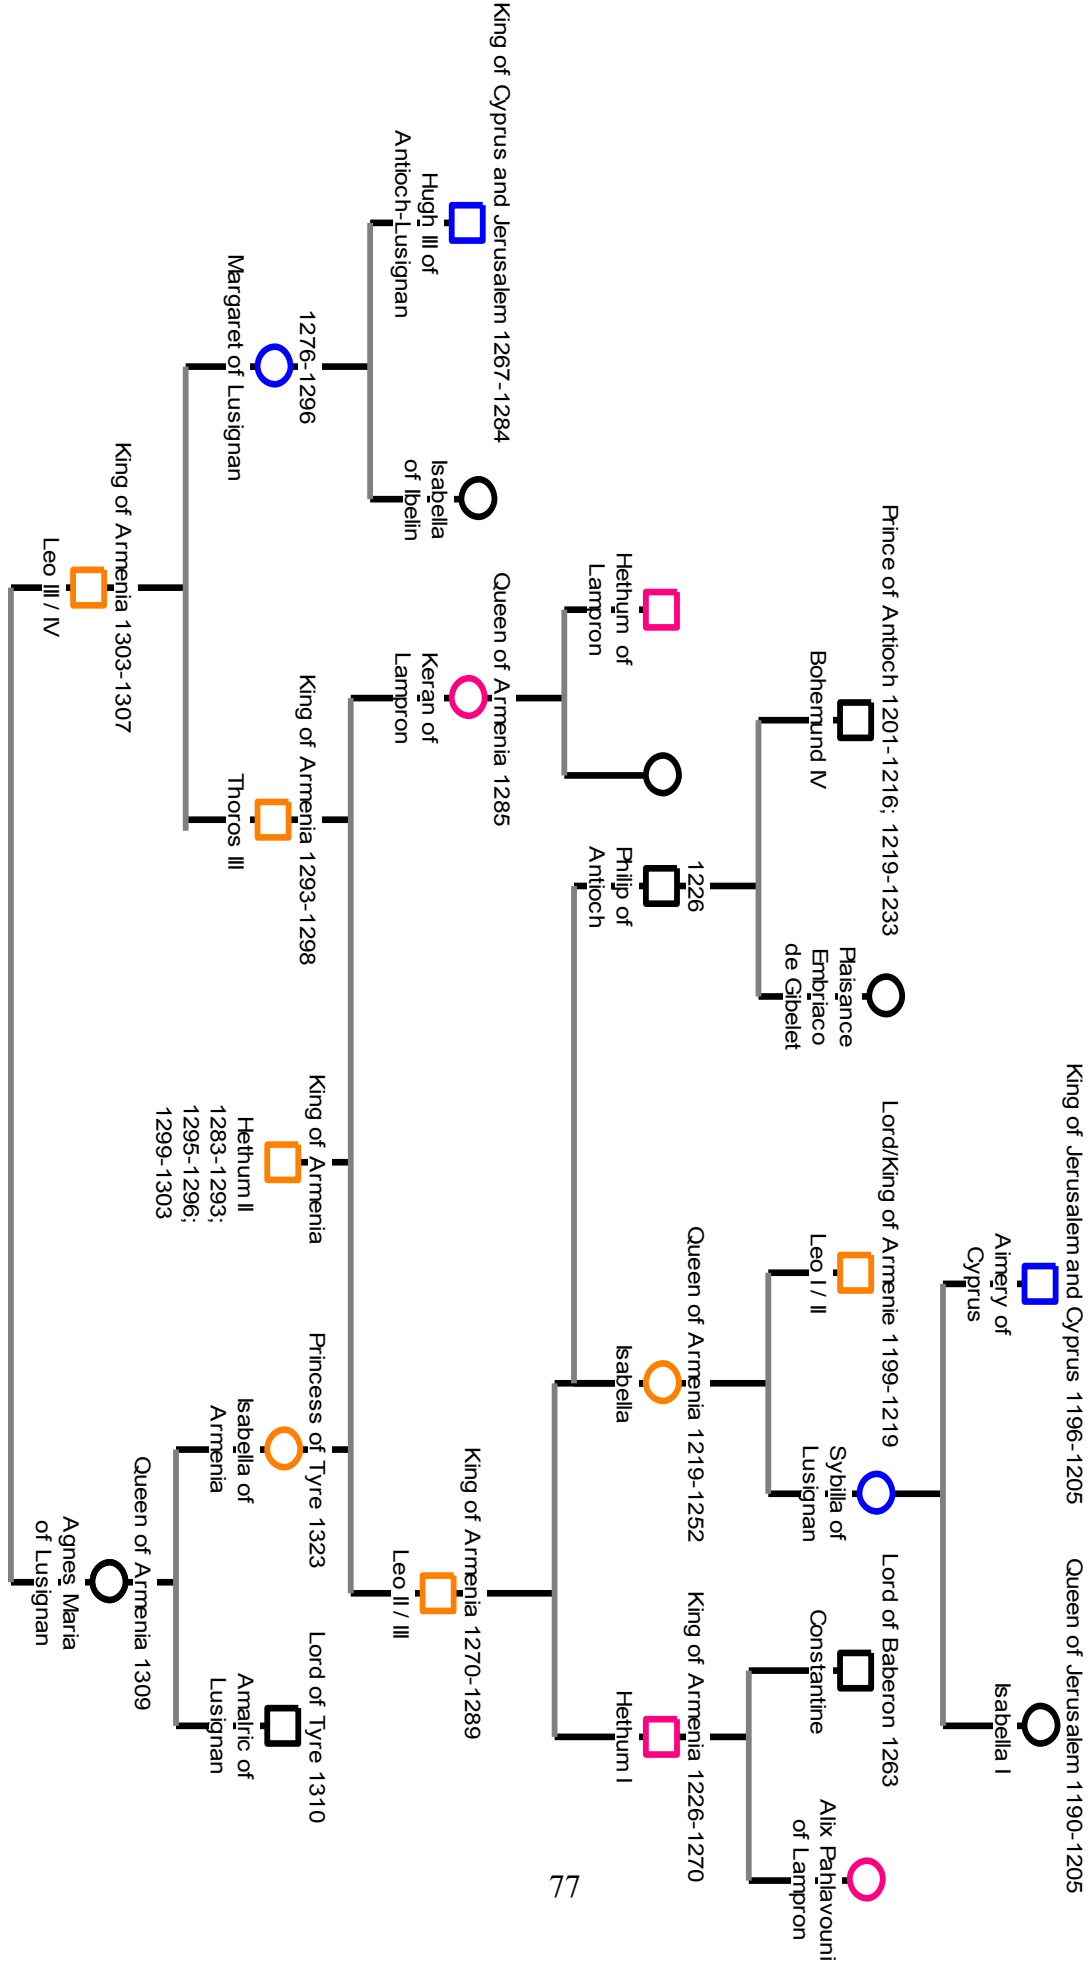 King of Jerusalem and Cyprus 1196-1205
Aimery of
Cyprus
Queen of Jerusalem 1190-1205
Isabella I
Prince of Antioch 1201-1216; 1219-1233
Bohemund IV
Plaisance
Embriaco
de Gibelet
Lord/King of Armenie 1199-1219
Leo I / II
Sybilla of
Lusignan
Lord of Baberon 1263
Constantine
Alix Pahlavouni
of Lampron
Hethum of
Lampron
1226
Philip of
Antioch
Queen of Armenia 1219-1252
Isabella
King of Armenia 1226-1270
Hethum I
King of Cyprus and Jerusalem 1267-1284
Hugh III of
Antioch-Lusignan
Isabella
of Ibelin
Queen of Armenia 1285
Keran of
Lampron
King of Armenia 1270-1289
Leo II / III
1276-1296
Margaret of Lusignan
King of Armenia 1293-1298
Thoros III
King of Armenia
Hethum II
1283-1293;
1295-1296;
1299-1303
Princess of Tyre 1323
Isabella of
Armenia
Lord of Tyre 1310
Amalric of
Lusignan
King of Armenia 1303-1307
Leo III / IV
Queen of Armenia 1309
Agnes Maria
of Lusignan
77